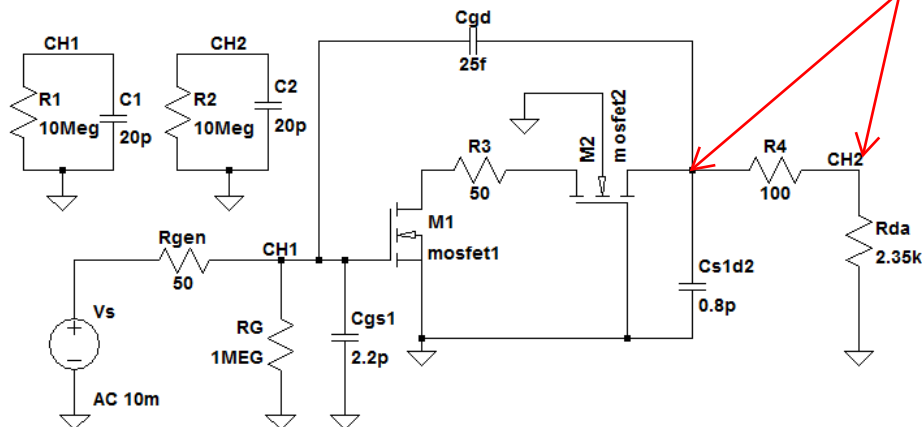 Cgd
25f
CH1
R1
10Meg
C1
20p
CH2
R2
10Meg
C2
20p
M2
mosfet2
R3
50
R4
100
CH2
Rda
2.35k
M1
mosfet1
Rgen
50
CH1
Cs1d2
0.8p
Vs
AC 10m
RG
1MEG
Cgs1
2.2p